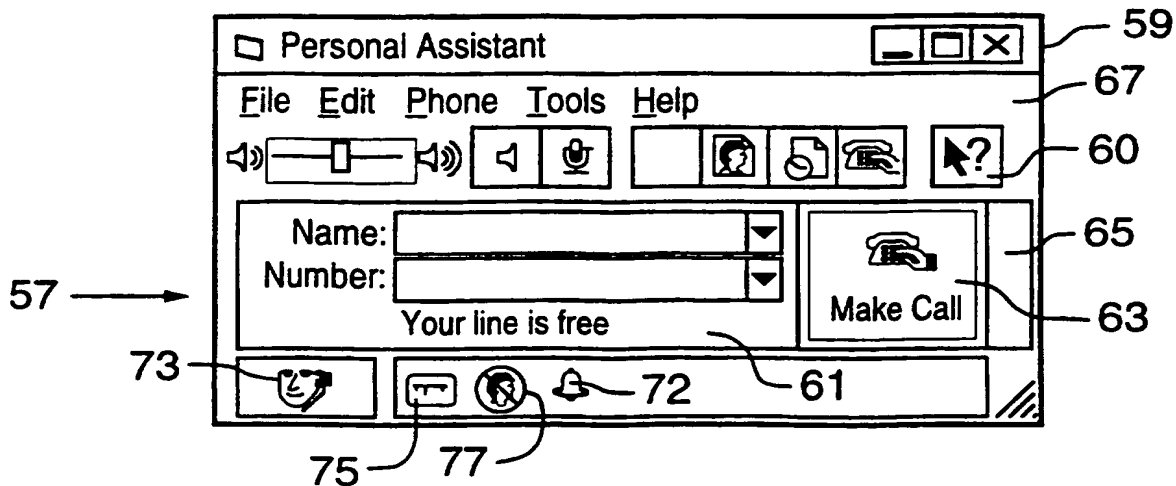 Personal Assistant 59
File Edit Phone Tools Help 67
? 60
Name: 65
Number:
57
Your line is free Make Call 63
73 72 61
75 77